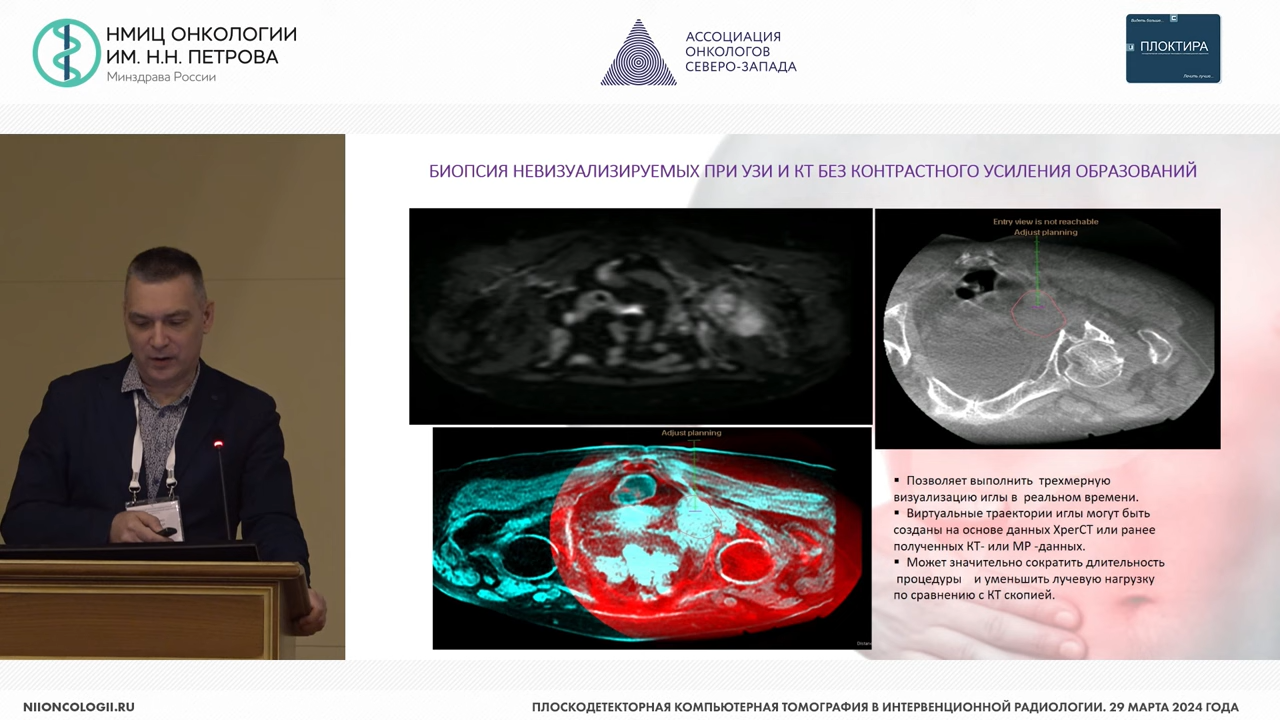 НМИЦ ОНКОЛОГИИ
ИМ. Н.Н. ПЕТРОВА
Минздрава России
АССОЦИАЦИЯ
ОНКОЛОГОВ
СЕВЕРО-ЗАПАДА
Видеть больше...
ПЛОКТИРА
Лечить лучше...
БИОПСИЯ НЕВИЗУАЛИЗИРУЕМЫХ ПРИ УЗИ И КТ БЕЗ КОНТРАСТНОГО УСИЛЕНИЯ ОБРАЗОВАНИЙ
Entry view is not reachable
Adjust planning
Adjust planning
▪ Позволяет выполнить трехмерную
визуализацию иглы в реальном времени.
▪ Виртуальные траектории иглы могут быть
созданы на основе данных XperCT или ранее
полученных КТ- или МР -данных.
▪ Может значительно сократить длительность
процедуры и уменьшить лучевую нагрузку
по сравнению с КТ скопией.
NIIONCOLOGII.RU
ПЛОСКОДЕТЕКТОРНАЯ КОМПЬЮТЕРНАЯ ТОМОГРАФИЯ В ИНТЕРВЕНЦИОННОЙ РАДИОЛОГИИ. 29 МАРТА 2024 ГОДА